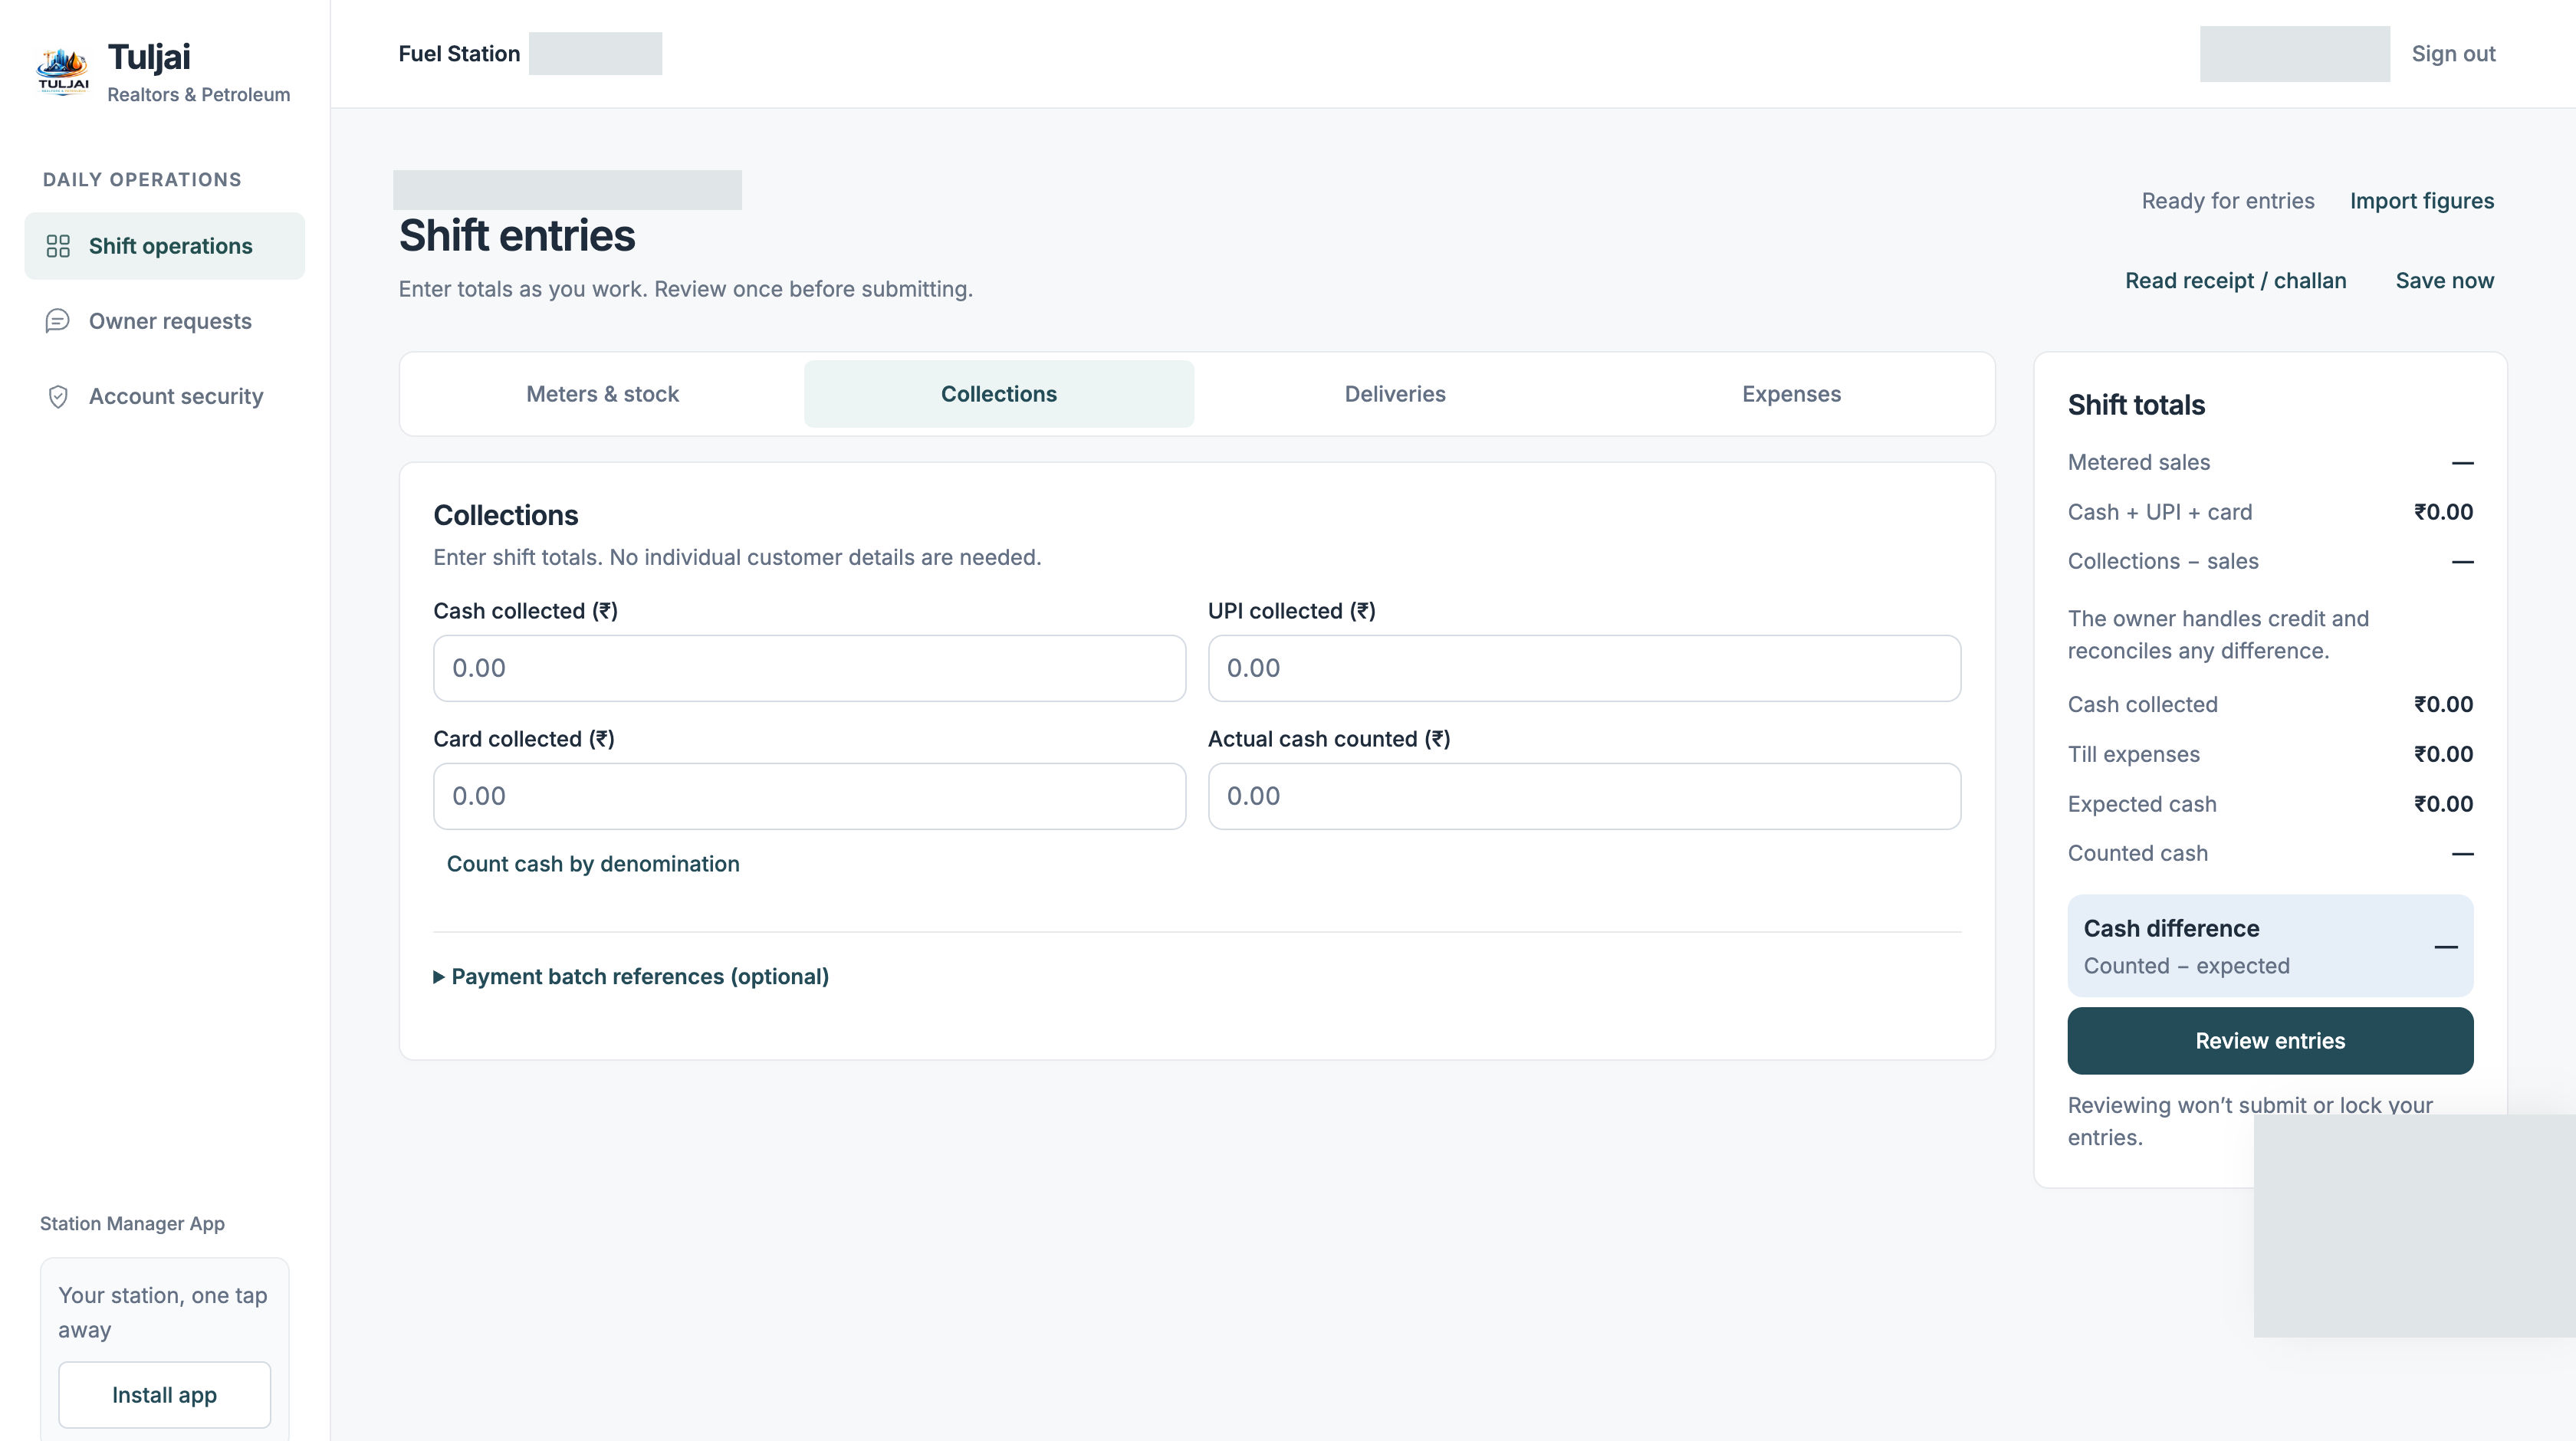 Tuljai
TULJAI
Realtors & Petroleum
DAILY OPERATIONS
Shift operations
Owner requests
Account security
Station Manager App
Your station, one tap
away
Install app
Fuel Station
Sign out
Shift entries
Enter totals as you work. Review once before submitting.
Ready for entries
Import figures
Read receipt / challan
Save now
Meters & stock
Collections
Deliveries
Expenses
Collections
Enter shift totals. No individual customer details are needed.
Cash collected (₹)
UPI collected (₹)
0.00
0.00
Card collected (₹)
Actual cash counted (₹)
0.00
0.00
Count cash by denomination
▶ Payment batch references (optional)
Shift totals
Metered sales —
Cash + UPI + card ₹0.00
Collections – sales —
The owner handles credit and
reconciles any difference.
Cash collected ₹0.00
Till expenses ₹0.00
Expected cash ₹0.00
Counted cash —
Cash difference —
Counted – expected
Review entries
Reviewing won’t submit or lock your
entries.